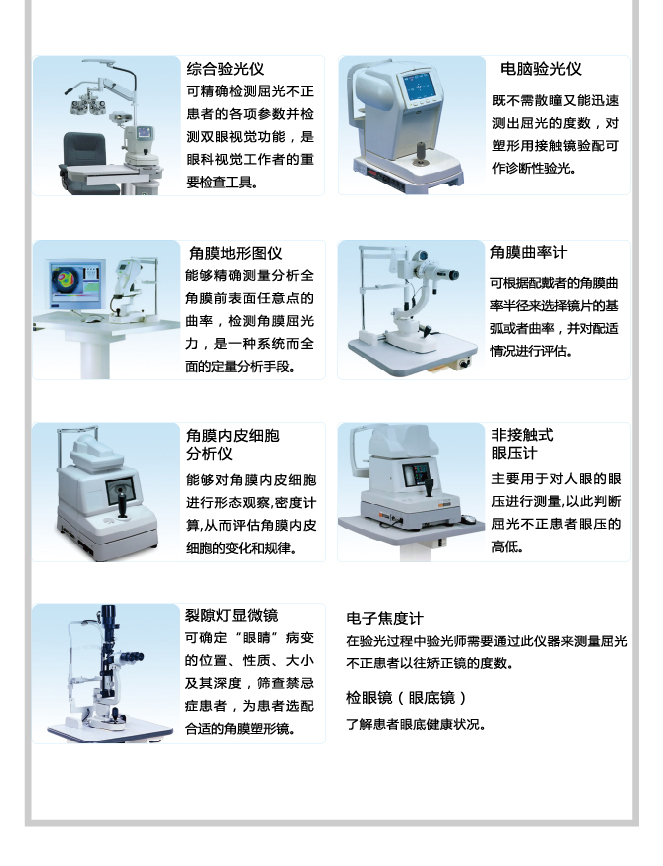 综合验光仪
可精确检测屈光不正
患者的各项参数并检
测双眼视觉功能，是
眼科视觉工作者的重
要检查工具。
电脑验光仪
既不需散瞳又能迅速
测出屈光的度数，对
塑形用接触镜验配可
作诊断性验光。
角膜地形图仪
能够精确测量分析全
角膜前表面任意点的
曲率，检测角膜屈光
力，是一种系统而全
面的定量分析手段。
角膜曲率计
可根据配戴者的角膜曲
率半径来选择镜片的基
弧或者曲率，并对配适
情况进行评估。
角膜内皮细胞
分析仪
能够对角膜内皮细胞
进行形态观察,密度计
算,从而评估角膜内皮
细胞的变化和规律。
非接触式
眼压计
主要用于对人眼的眼
压进行测量,以此判断
屈光不正患者眼压的
高低。
裂隙灯显微镜
可确定“眼睛”病变
的位置、性质、大小
及其深度，筛查禁忌
症患者，为患者选配
合适的角膜塑形镜。
电子焦度计
在验光过程中验光师需要通过此仪器来测量屈光
不正患者以往矫正镜的度数。
检眼镜（眼底镜）
了解患者眼底健康状况。